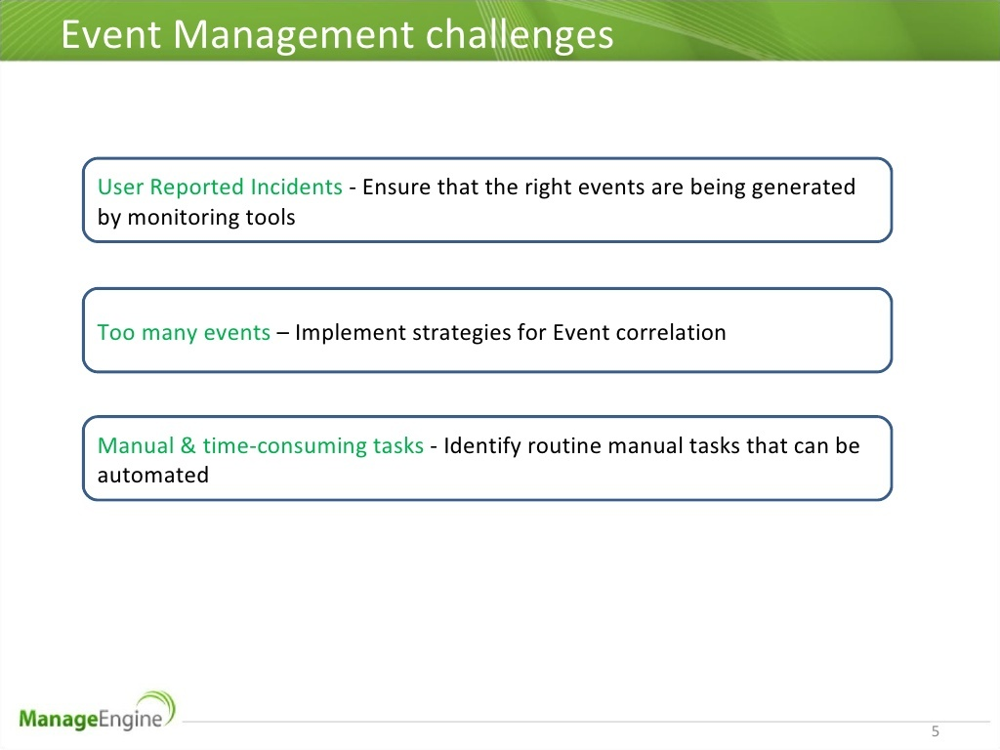 Event Management challenges
User Reported Incidents - Ensure that the right events are being generated
by monitoring tools
Too many events – Implement strategies for Event correlation
Manual & time-consuming tasks - Identify routine manual tasks that can be
automated
ManageEngine
5